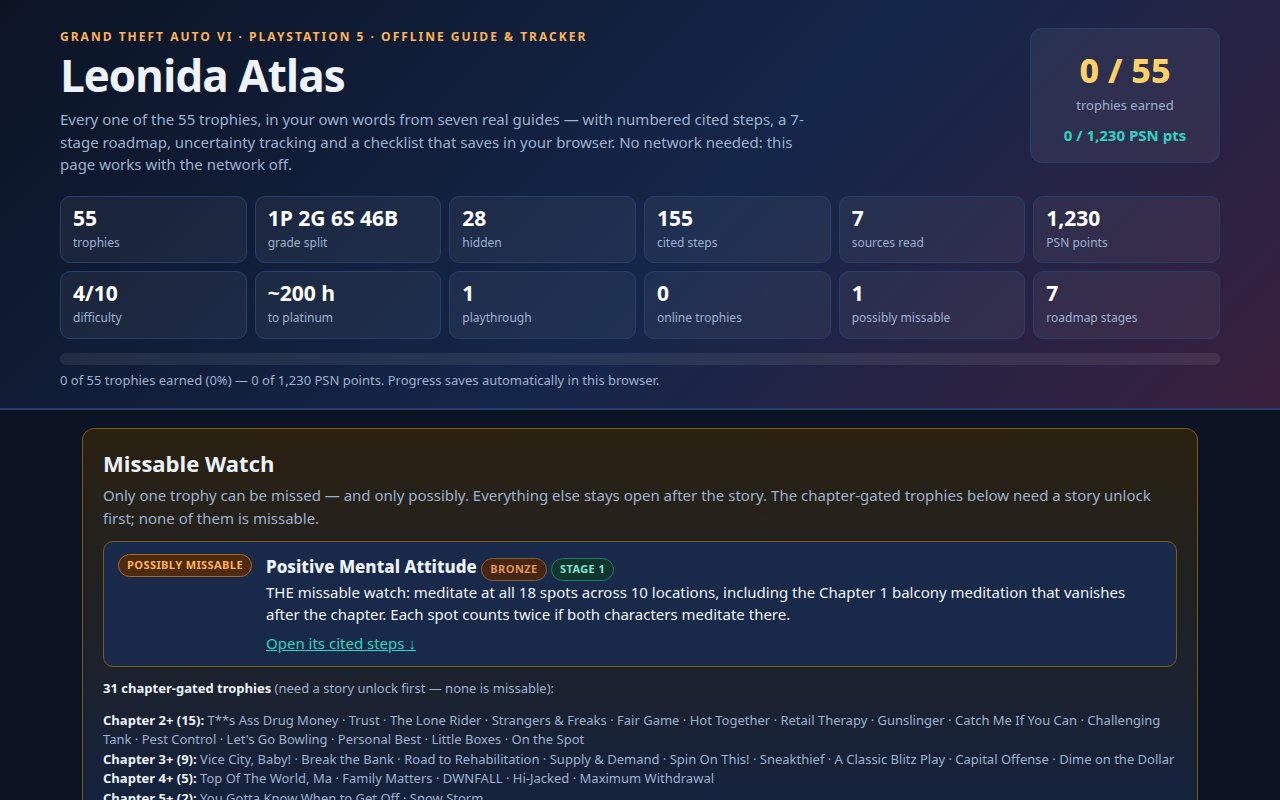 GRAND THEFT AUTO VI · PLAYSTATION 5 · OFFLINE GUIDE & TRACKER
Leonida Atlas
Every one of the 55 trophies, in your own words from seven real guides — with numbered cited steps, a 7-
stage roadmap, uncertainty tracking and a checklist that saves in your browser. No network needed: this
page works with the network off.
0 / 55
trophies earned
0 / 1,230 PSN pts
55
trophies
1P 2G 6S 46B
grade split
28
hidden
155
cited steps
7
sources read
1,230
PSN points
4/10
difficulty
~200 h
to platinum
1
playthrough
0
online trophies
1
possibly missable
7
roadmap stages
0 of 55 trophies earned (0%) — 0 of 1,230 PSN points. Progress saves automatically in this browser.
Missable Watch
Only one trophy can be missed — and only possibly. Everything else stays open after the story. The chapter-gated trophies below need a story unlock
first; none of them is missable.
POSSIBLY MISSABLE
Positive Mental Attitude BRONZE STAGE 1
THE missable watch: meditate at all 18 spots across 10 locations, including the Chapter 1 balcony meditation that vanishes
after the chapter. Each spot counts twice if both characters meditate there.
Open its cited steps ↓
31 chapter-gated trophies (need a story unlock first — none is missable):
Chapter 2+ (15): T**s Ass Drug Money · Trust · The Lone Rider · Strangers & Freaks · Fair Game · Hot Together · Retail Therapy · Gunslinger · Catch Me If You Can · Challenging
Tank · Pest Control · Let's Go Bowling · Personal Best · Little Boxes · On the Spot
Chapter 3+ (9): Vice City, Baby! · Break the Bank · Road to Rehabilitation · Supply & Demand · Spin On This! · Sneakthief · A Classic Blitz Play · Capital Offense · Dime on the Dollar
Chapter 4+ (5): Top Of The World, Ma · Family Matters · DWNFALL · Hi-Jacked · Maximum Withdrawal
Chapter 5+ (2): You Gotta Know When to Get Off · Snow Storm